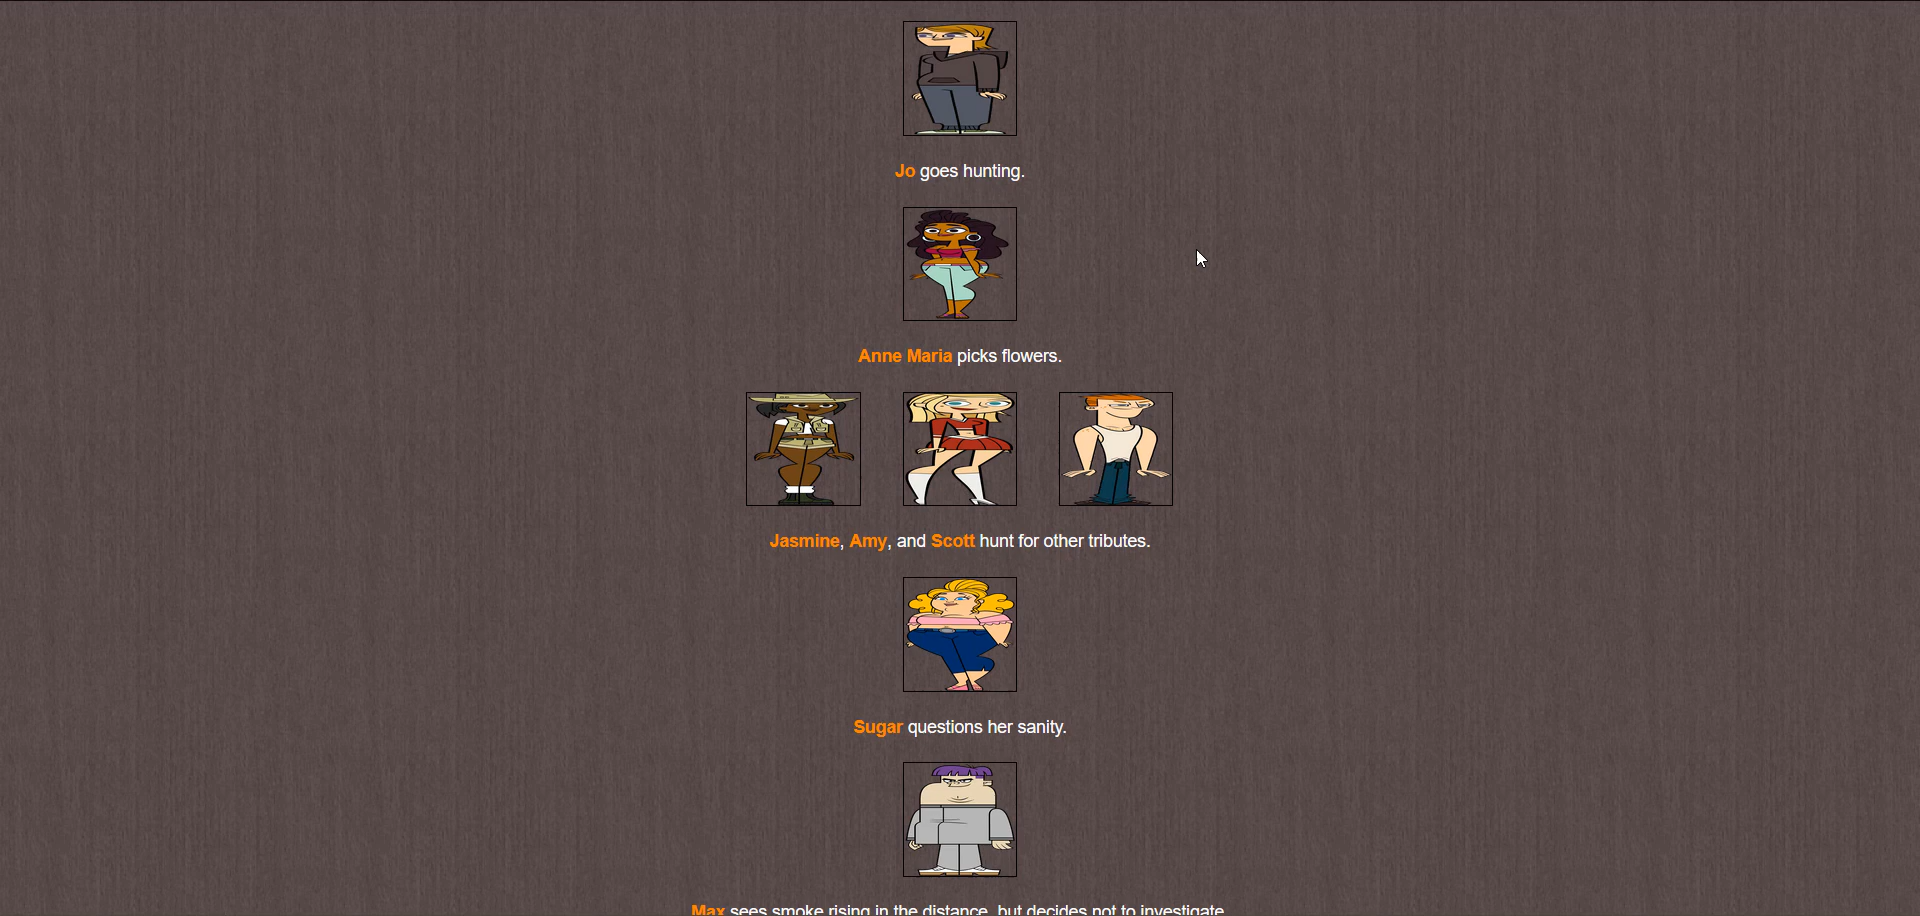 Jo goes hunting.
Anne Maria picks flowers.
Jasmine, Amy, and Scott hunt for other tributes.
Sugar questions her sanity.
Max sees smoke rising in the distance, but decides not to investigate.